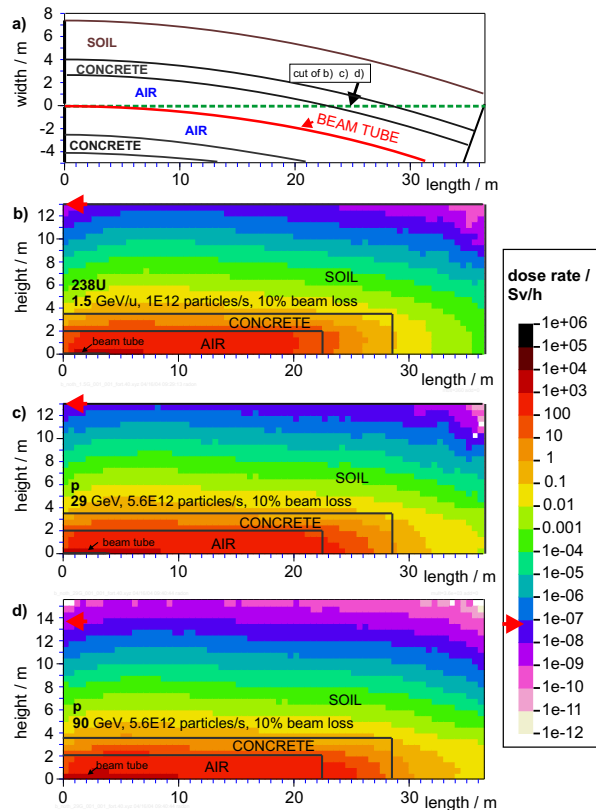 a)
width / m
8
6
4
2
0
-2
-4
SOIL
CONCRETE
AIR
cut of b) c) d)
AIR
BEAM TUBE
CONCRETE
0 10 20 30
length / m
b)
height / m
12
10
8
6
4
2
0
SOIL
238U
1.5 GeV/u, 1E12 particles/s, 10% beam loss
CONCRETE
AIR
beam tube
0 10 20 30
length / m
c)
height / m
12
10
8
6
4
2
0
SOIL
p
29 GeV, 5.6E12 particles/s, 10% beam loss
CONCRETE
AIR
beam tube
0 10 20 30
length / m
d)
height / m
14
12
10
8
6
4
2
0
SOIL
p
90 GeV, 5.6E12 particles/s, 10% beam loss
CONCRETE
AIR
beam tube
0 10 20 30
length / m
dose rate /
Sv/h
1e+06
1e+05
1e+04
1e+03
100
10
1
0.1
0.01
0.001
1e-04
1e-05
1e-06
1e-07
1e-08
1e-09
1e-10
1e-11
1e-12